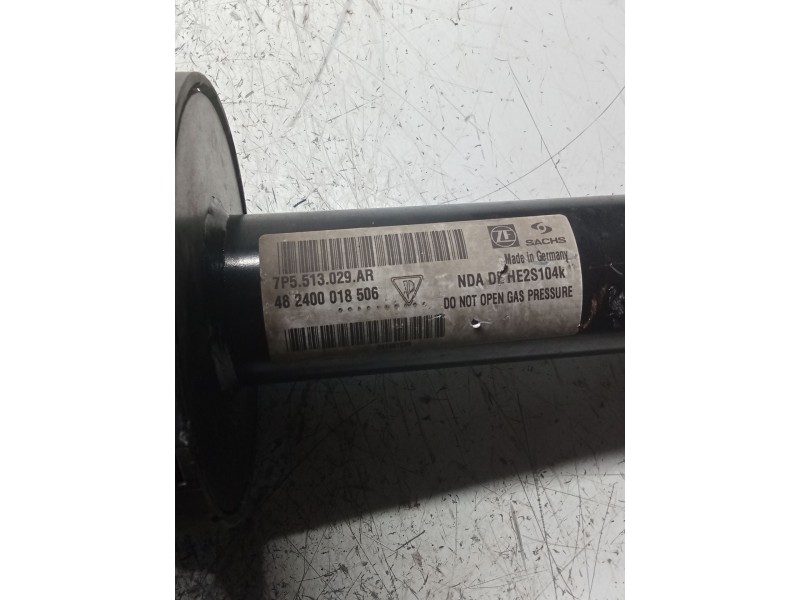 ZF SACHS
Made in Germany
7P5.513.029.AR
NDA DE HE2S104k
48 2400 018 506
DO NOT OPEN GAS PRESSURE